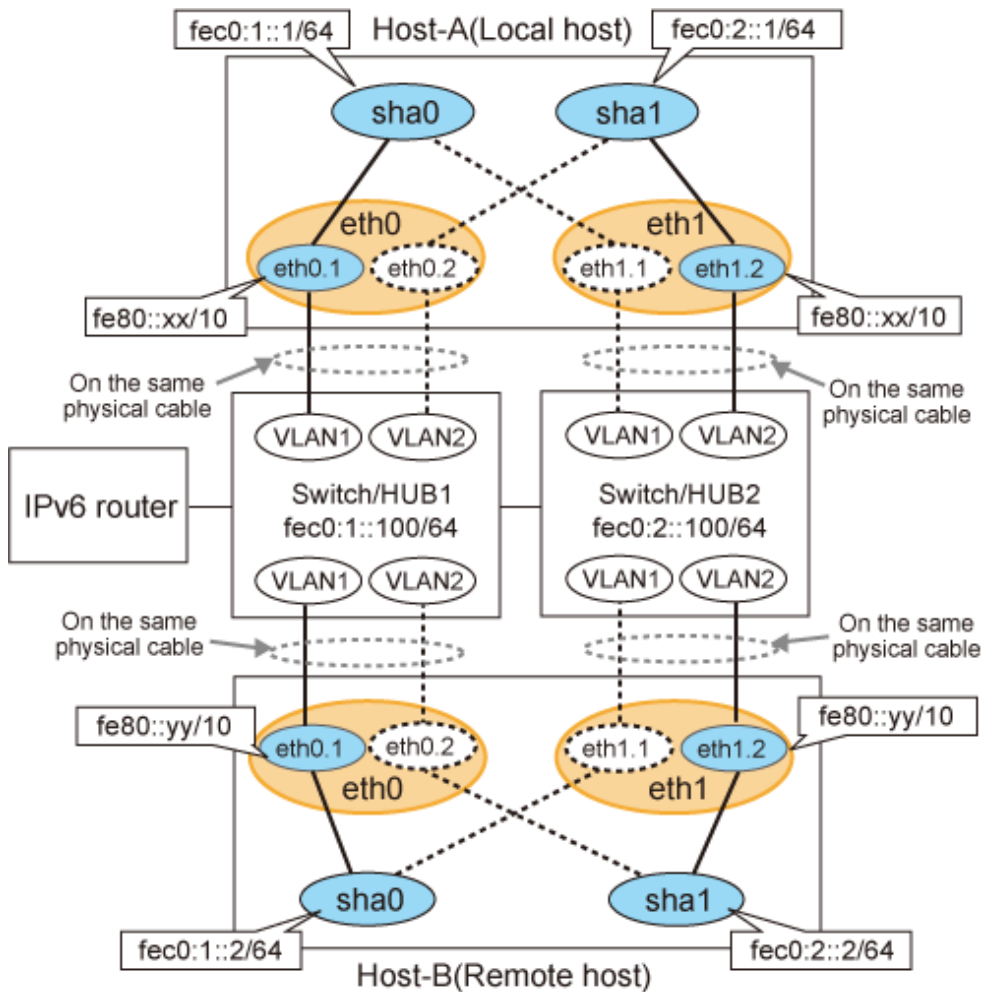 fec0:1::1/64
Host-A(Local host)
fec0:2::1/64
sha0
sha1
eth0
eth1
eth0.1
eth0.2
eth1.1
eth1.2
fe80::xx/10
fe80::xx/10
On the same
physical cable
On the same
physical cable
VLAN1
VLAN2
VLAN1
VLAN2
IPv6 router
Switch/HUB1
fec0:1::100/64
Switch/HUB2
fec0:2::100/64
VLAN1
VLAN2
VLAN1
VLAN2
On the same
physical cable
On the same
physical cable
fe80::yy/10
fe80::yy/10
eth0.1
eth0.2
eth1.1
eth1.2
eth0
eth1
sha0
sha1
fec0:1::2/64
fec0:2::2/64
Host-B(Remote host)